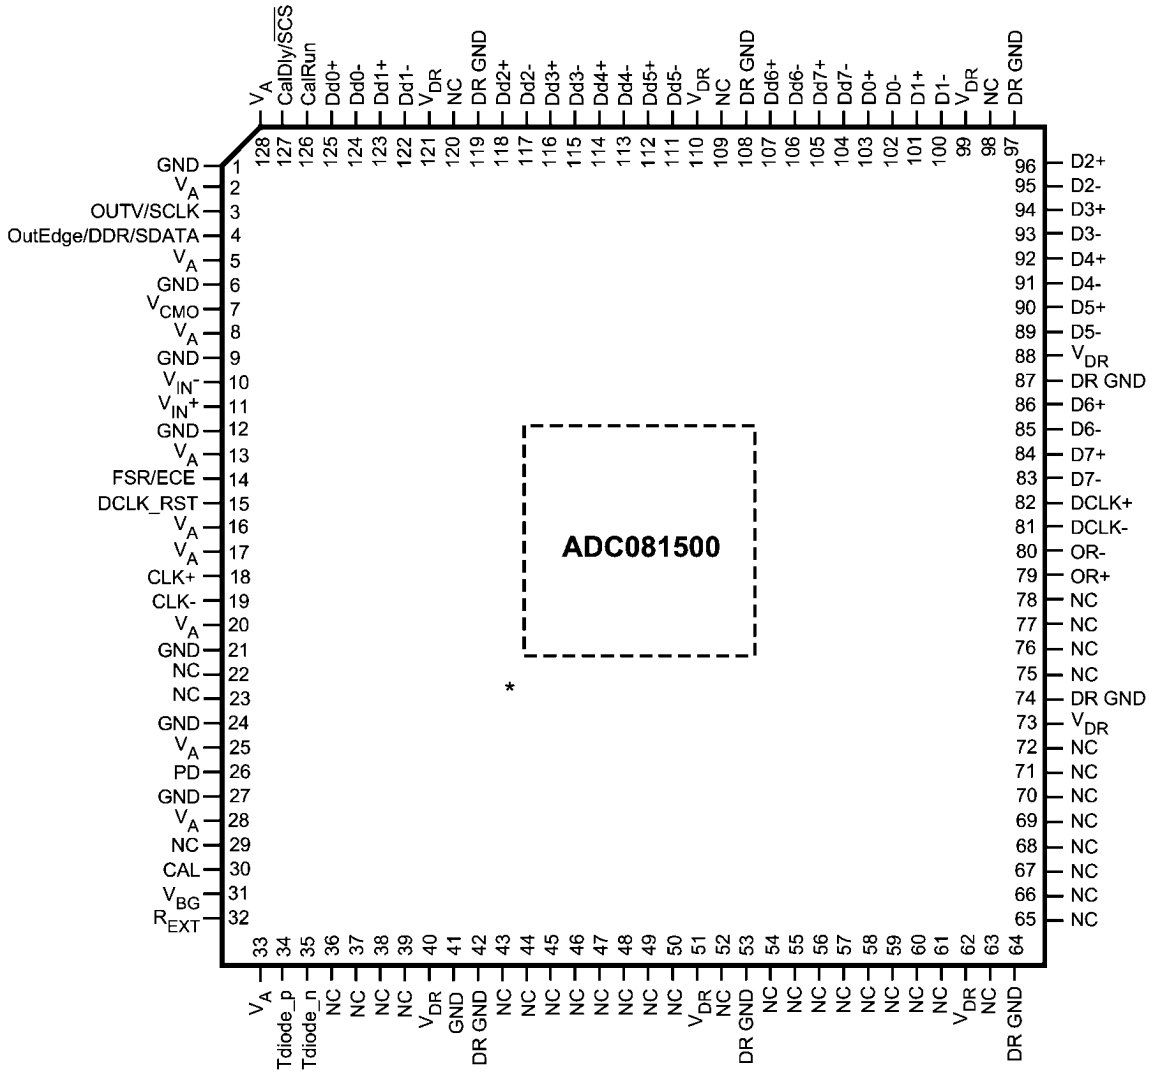 V_A
CalDly/SCS
CalRun
Dd0+
Dd0-
Dd1+
Dd1-
V_DR
NC
DR GND
Dd2+
Dd2-
Dd3+
Dd3-
Dd4+
Dd4-
Dd5+
Dd5-
V_DR
NC
DR GND
Dd6+
Dd6-
Dd7+
Dd7-
D0+
D0-
D1+
D1-
V_DR
NC
DR GND
128
127
126
125
124
123
122
121
120
119
118
117
116
115
114
113
112
111
110
109
108
107
106
105
104
103
102
101
100
99
98
97
GND 1
V_A 2
OUTV/SCLK 3
OutEdge/DDR/SDATA 4
V_A 5
GND 6
V_CMO 7
V_A 8
GND 9
V_IN- 10
V_IN+ 11
GND 12
V_A 13
FSR/ECE 14
DCLK_RST 15
V_A 16
V_A 17
CLK+ 18
CLK- 19
V_A 20
GND 21
NC 22
NC 23
GND 24
V_A 25
PD 26
GND 27
V_A 28
NC 29
CAL 30
V_BG 31
R_EXT 32
ADC081500
*
96 D2+
95 D2-
94 D3+
93 D3-
92 D4+
91 D4-
90 D5+
89 D5-
88 V_DR
87 DR GND
86 D6+
85 D6-
84 D7+
83 D7-
82 DCLK+
81 DCLK-
80 OR-
79 OR+
78 NC
77 NC
76 NC
75 NC
74 DR GND
73 V_DR
72 NC
71 NC
70 NC
69 NC
68 NC
67 NC
66 NC
65 NC
33
34
35
36
37
38
39
40
41
42
43
44
45
46
47
48
49
50
51
52
53
54
55
56
57
58
59
60
61
62
63
64
V_A
Tdiode_p
Tdiode_n
NC
NC
NC
NC
V_DR
GND
DR GND
NC
NC
NC
NC
NC
NC
NC
NC
V_DR
NC
DR GND
NC
NC
NC
NC
NC
NC
NC
NC
V_DR
NC
DR GND